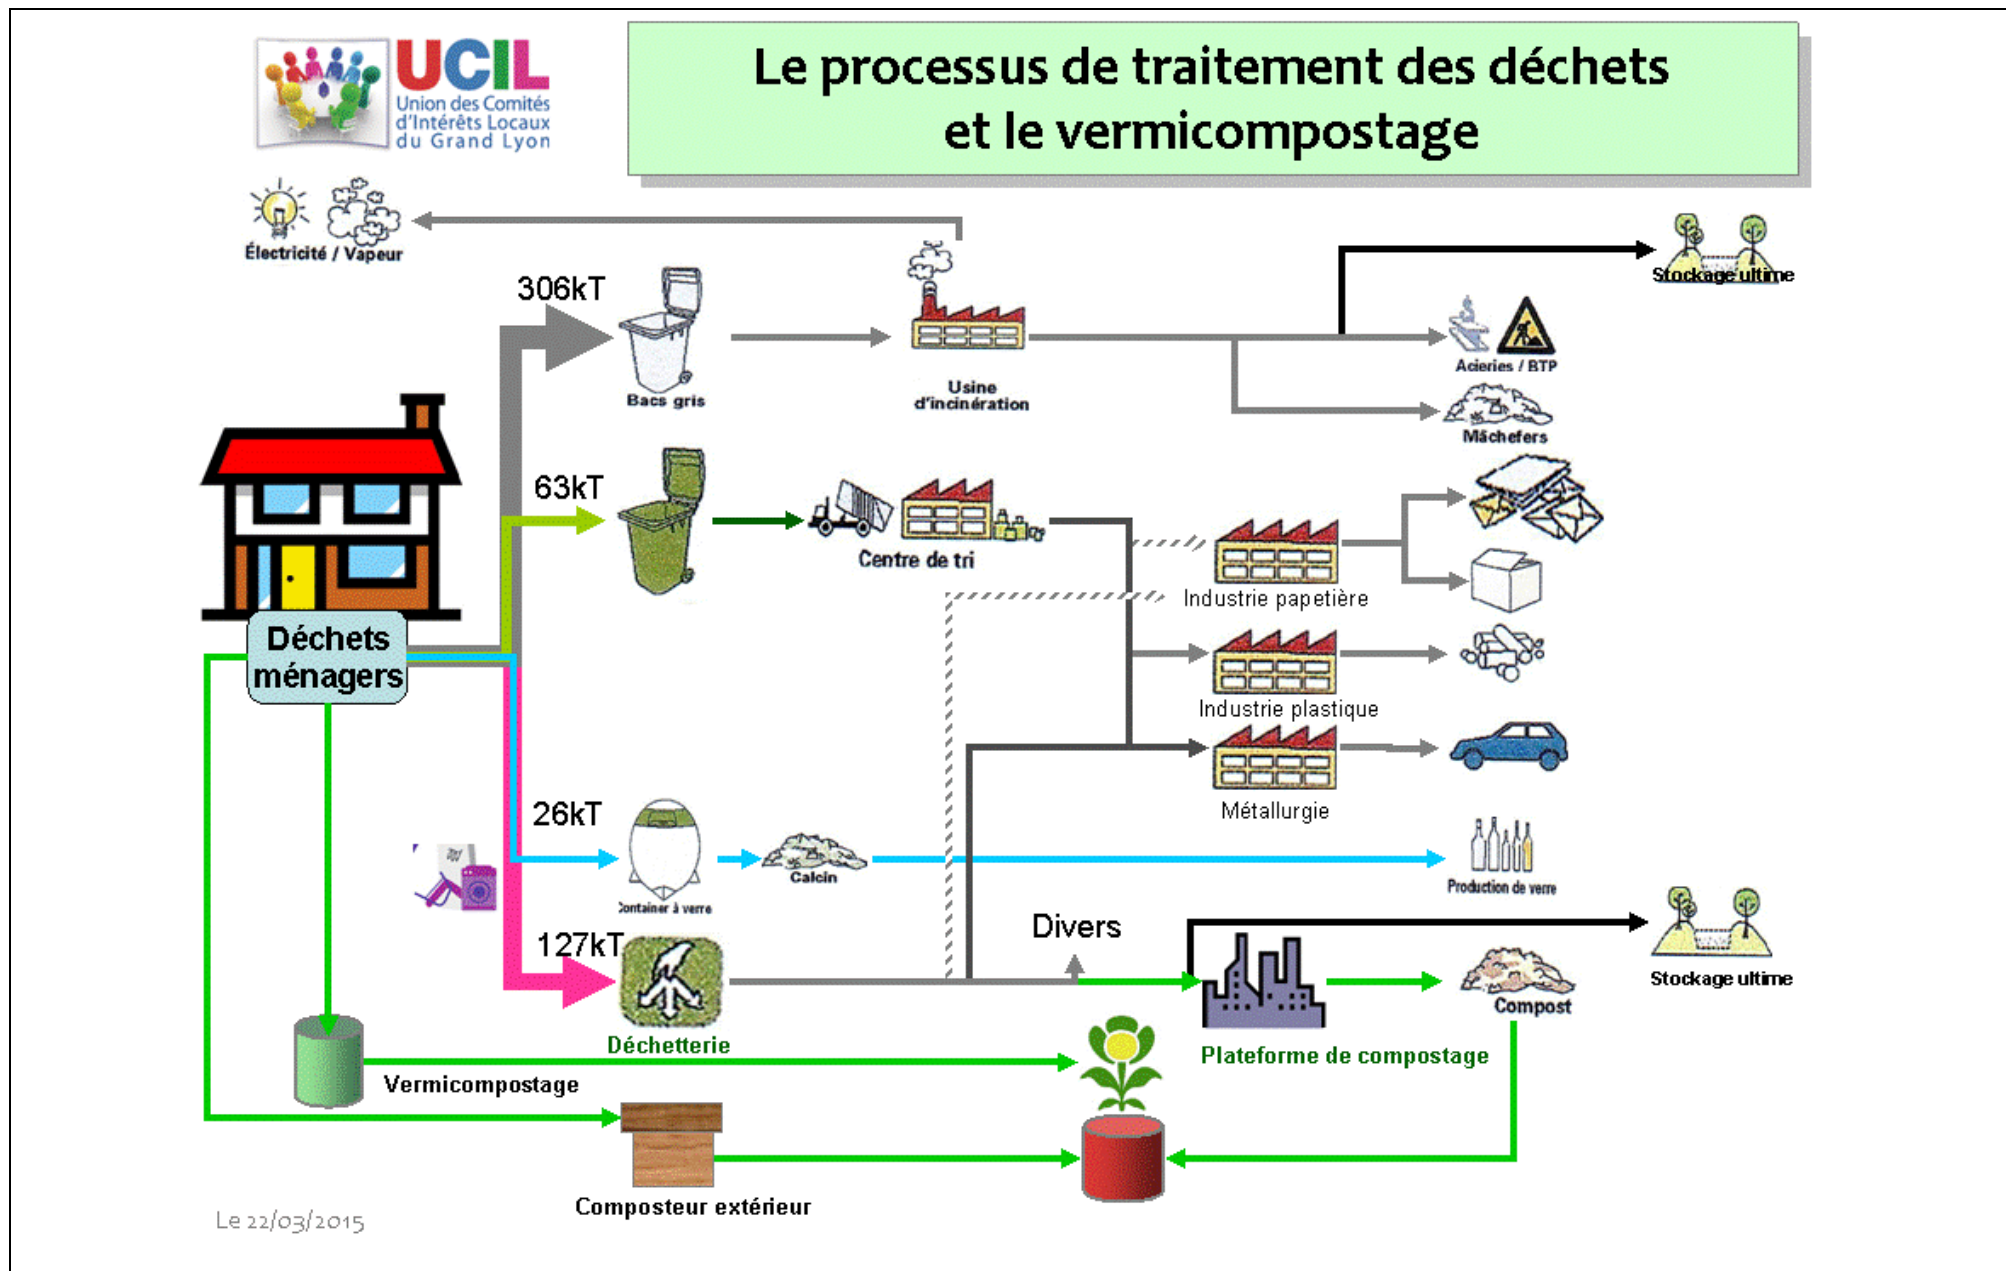 UCIL
Union des Comités
d'Intérêts Locaux
du Grand Lyon
Le processus de traitement des déchets
et le vermicompostage
Électricité / Vapeur
306kT
Bacs gris
Usine
d'incinération
Stockage ultime
Acieries / BTP
Mâchefers
63kT
Centre de tri
Industrie papetière
Déchets
ménagers
Industrie plastique
Métallurgie
26kT
Container à verre
Calcin
Production de verre
127kT
Déchetterie
Divers
Plateforme de compostage
Compost
Stockage ultime
Vermicompostage
Composteur extérieur
Le 22/03/2015